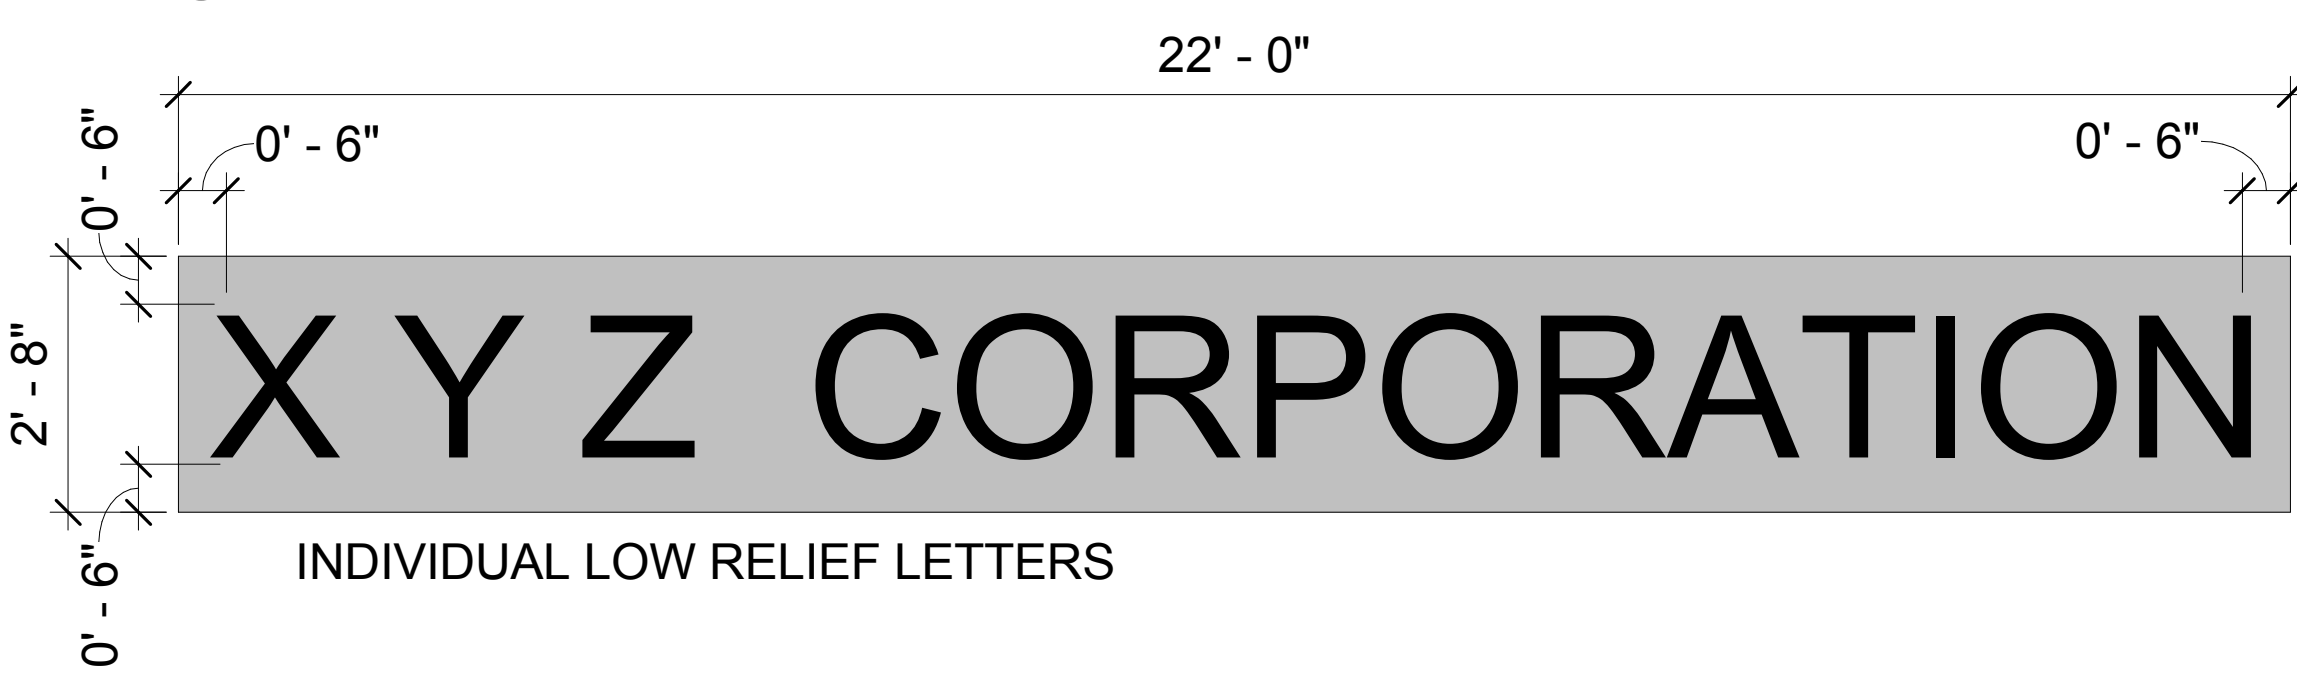 22' - 0"
0' - 6"
0' - 6"
0' - 6"
2' - 8"
X Y Z CORPORATION
0' - 6"
INDIVIDUAL LOW RELIEF LETTERS